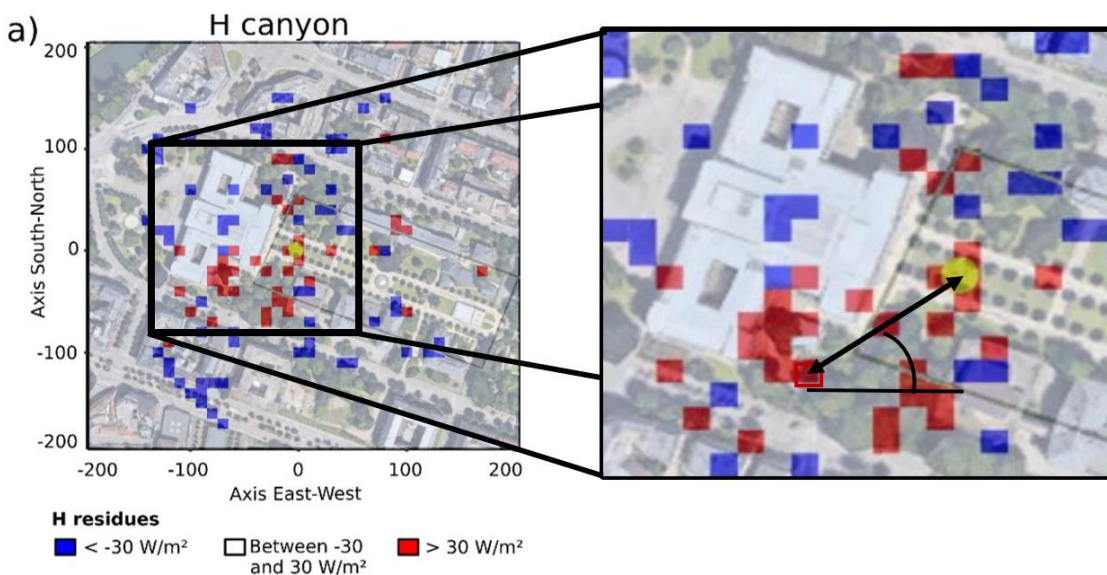 a)
H canyon
200
100
0
-100
-200
Axis South-North
-200 -100 0 100 200
Axis East-West
H residues
< -30 W/m² Between -30 > 30 W/m²
and 30 W/m²